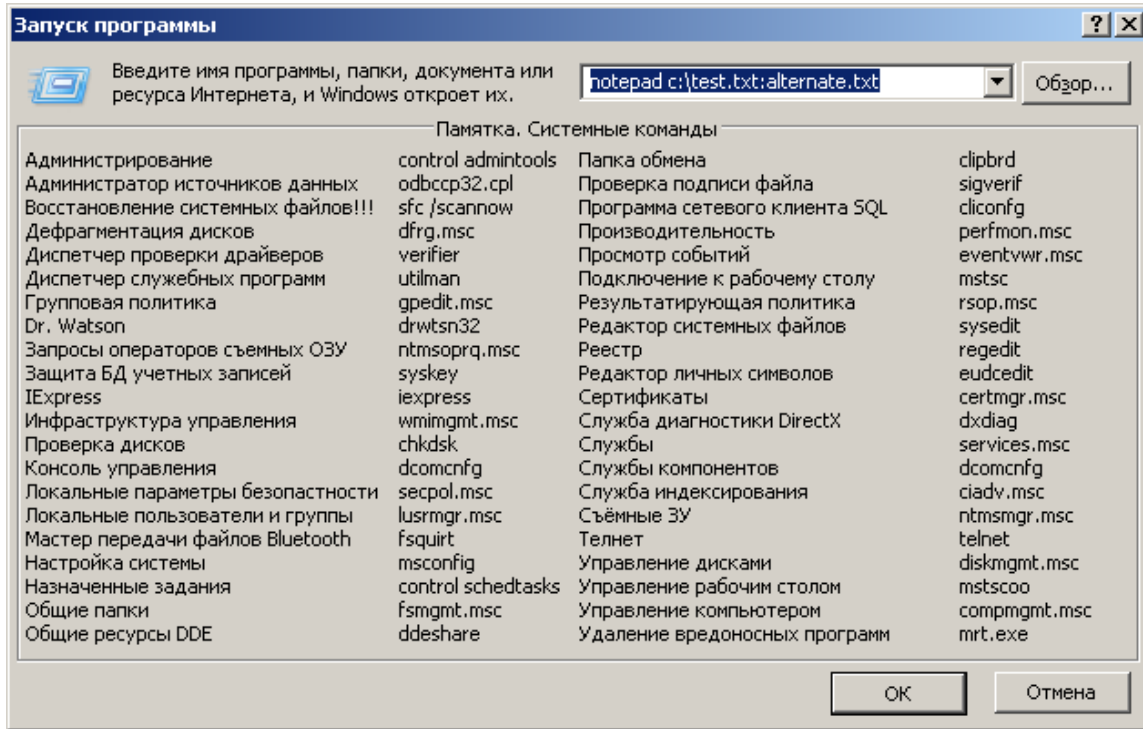 Запуск программы
Введите имя программы, папки, документа или
ресурса Интернета, и Windows откроет их.
notepad c:\test.txt:alternate.txt
Обзор...
Памятка. Системные команды
Администрирование control admintools Папка обмена clipbrd
Администратор источников данных odbccp32.cpl Проверка подписи файла sigverif
Восстановление системных файлов!!! sfc /scannow Программа сетевого клиента SQL cliconfg
Дефрагментация дисков dfrg.msc Производительность perfmon.msc
Диспетчер проверки драйверов verifier Просмотр событий eventvwr.msc
Диспетчер служебных программ utilman Подключение к рабочему столу mstsc
Групповая политика gpedit.msc Результатирующая политика rsop.msc
Dr. Watson drwtsn32 Редактор системных файлов sysedit
Запросы операторов съемных ОЗУ ntmsoprq.msc Реестр regedit
Защита БД учетных записей syskey Редактор личных символов eudcedit
IExpress iexpress Сертификаты certmgr.msc
Инфраструктура управления wmimgmt.msc Служба диагностики DirectX dxdiag
Проверка дисков chkdsk Службы services.msc
Консоль управления dcomcnfg Службы компонентов dcomcnfg
Локальные параметры безопастности secpol.msc Служба индексирования ciadv.msc
Локальные пользователи и группы lusrmgr.msc Съёмные ЗУ ntmsmgr.msc
Мастер передачи файлов Bluetooth fsquirt Телнет telnet
Настройка системы msconfig Управление дисками diskmgmt.msc
Назначенные задания control schedtasks Управление рабочим столом mstscoo
Общие папки fsmgmt.msc Управление компьютером compmgmt.msc
Общие ресурсы DDE ddeshare Удаление вредоносных программ mrt.exe
ОК Отмена